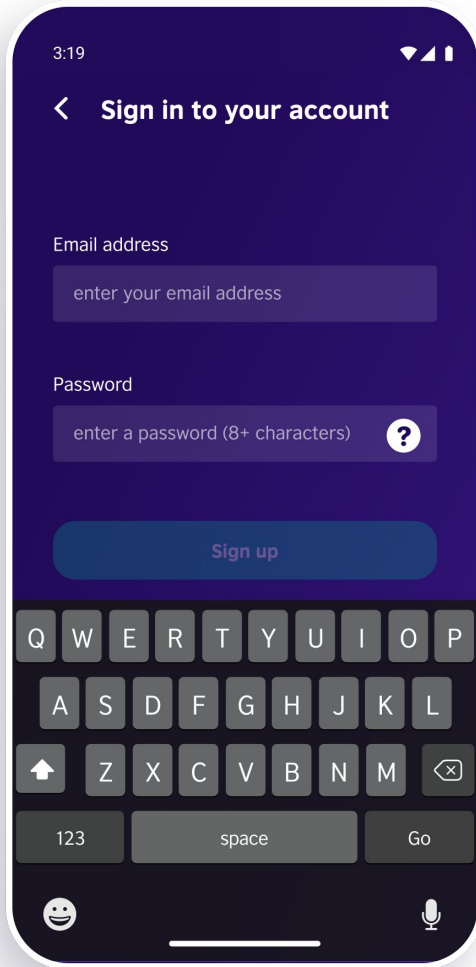 3:19
Sign in to your account
Email address
enter your email address
Password
enter a password (8+ characters)
?
Sign up
Q W E R T Y U I O P
A S D F G H J K L
Z X C V B N M
123 space Go